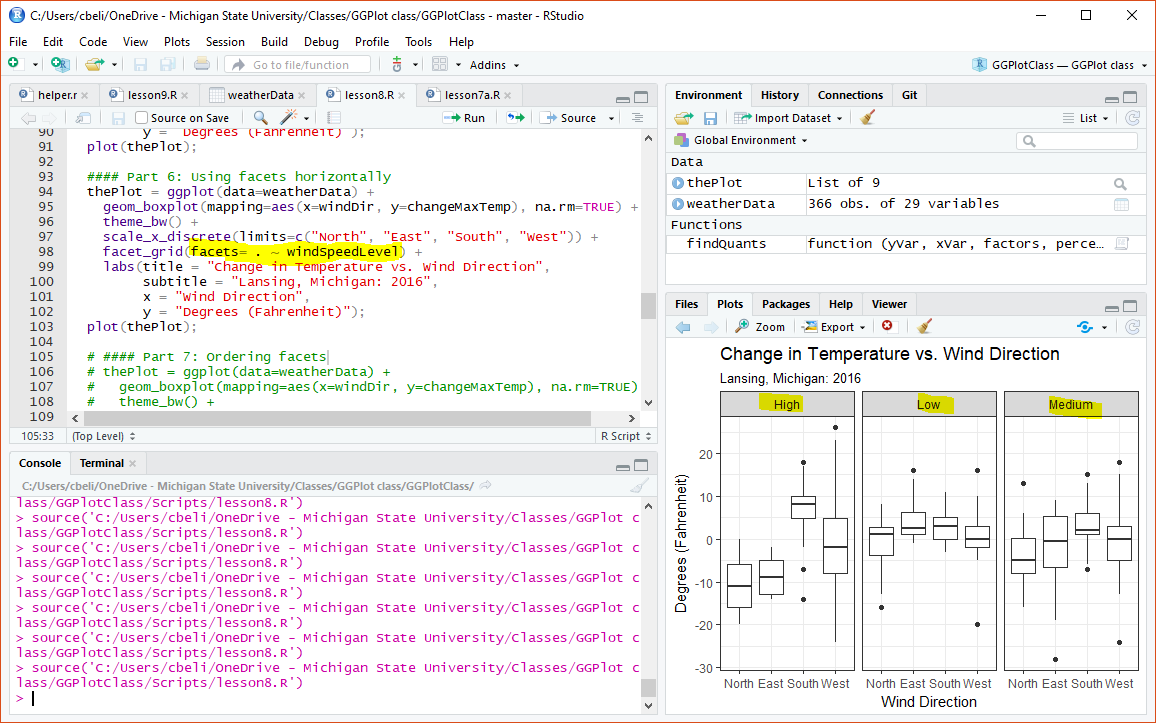 C:/Users/cbeli/OneDrive - Michigan State University/Classes/GGPlot class/GGPlotClass - master - RStudio
File Edit Code View Plots Session Build Debug Profile Tools Help
Go to file/function Addins GGPlotClass — GGPlot class
helper.r lesson9.R weatherData lesson8.R lesson7a.R
Source on Save Run Source
90 y = "Degrees (Fahrenheit)");
91 plot(thePlot);
92
93 #### Part 6: Using facets horizontally
94 thePlot = ggplot(data=weatherData) +
95 geom_boxplot(mapping=aes(x=windDir, y=changeMaxTemp), na.rm=TRUE) +
96 theme_bw() +
97 scale_x_discrete(limits=c("North", "East", "South", "West")) +
98 facet_grid(facets= . ~ windSpeedLevel) +
99 labs(title = "Change in Temperature vs. Wind Direction",
100 subtitle = "Lansing, Michigan: 2016",
101 x = "Wind Direction",
102 y = "Degrees (Fahrenheit)");
103 plot(thePlot);
104
105 # #### Part 7: Ordering facets
106 # thePlot = ggplot(data=weatherData) +
107 # geom_boxplot(mapping=aes(x=windDir, y=changeMaxTemp), na.rm=TRUE)
108 # theme_bw() +
109
105:33 (Top Level) R Script
Console Terminal
C:/Users/cbeli/OneDrive - Michigan State University/Classes/GGPlot class/GGPlotClass/
lass/GGPlotClass/Scripts/lesson8.R')
> source('C:/Users/cbeli/OneDrive - Michigan State University/Classes/GGPlot c
lass/GGPlotClass/Scripts/lesson8.R')
> source('C:/Users/cbeli/OneDrive - Michigan State University/Classes/GGPlot c
lass/GGPlotClass/Scripts/lesson8.R')
> source('C:/Users/cbeli/OneDrive - Michigan State University/Classes/GGPlot c
lass/GGPlotClass/Scripts/lesson8.R')
> source('C:/Users/cbeli/OneDrive - Michigan State University/Classes/GGPlot c
lass/GGPlotClass/Scripts/lesson8.R')
> source('C:/Users/cbeli/OneDrive - Michigan State University/Classes/GGPlot c
lass/GGPlotClass/Scripts/lesson8.R')
> source('C:/Users/cbeli/OneDrive - Michigan State University/Classes/GGPlot c
lass/GGPlotClass/Scripts/lesson8.R')
>
Environment History Connections Git
Import Dataset List
Global Environment
Data
thePlot List of 9
weatherData 366 obs. of 29 variables
Functions
findQuants function (yVar, xVar, factors, perce…
Files Plots Packages Help Viewer
Zoom Export
Change in Temperature vs. Wind Direction
Lansing, Michigan: 2016
High Low Medium
Degrees (Fahrenheit)
20
10
0
-10
-20
-30
North East South West North East South West North East South West
Wind Direction